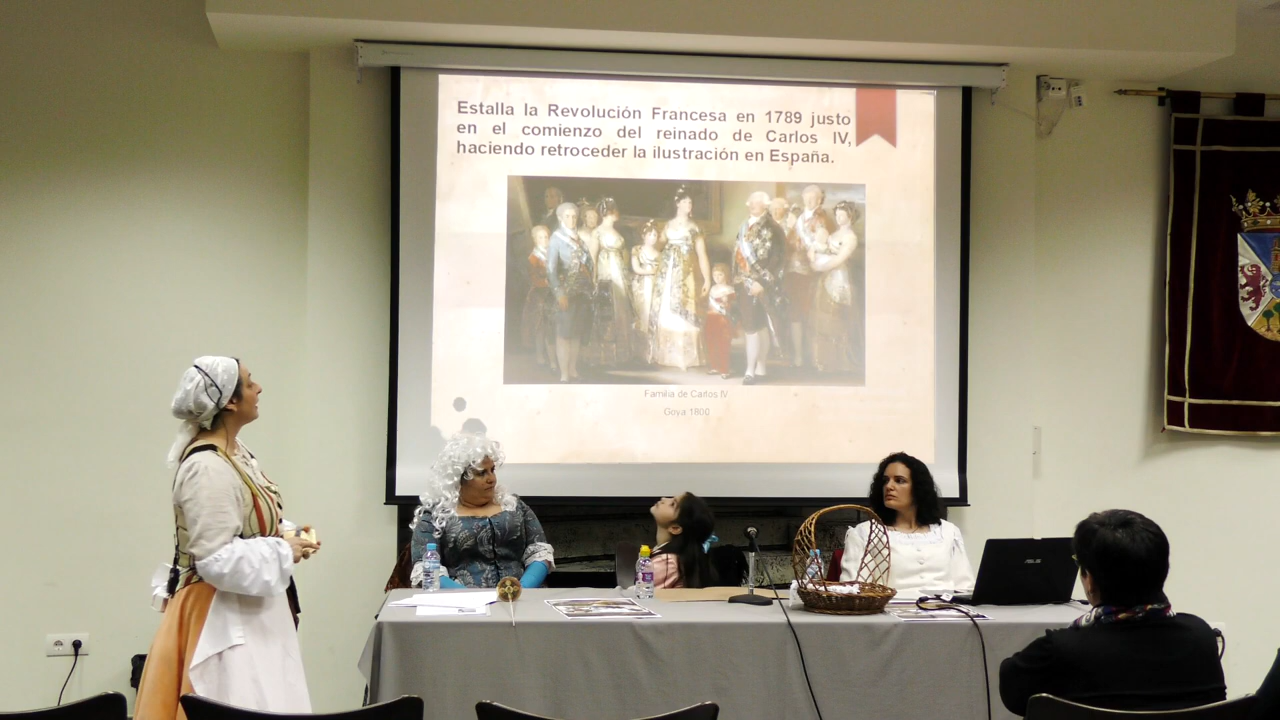 Estalla la Revolución Francesa en 1789 justo
en el comienzo del reinado de Carlos IV,
haciendo retroceder la ilustración en España.
Familia de Carlos IV
Goya 1800
ASUS